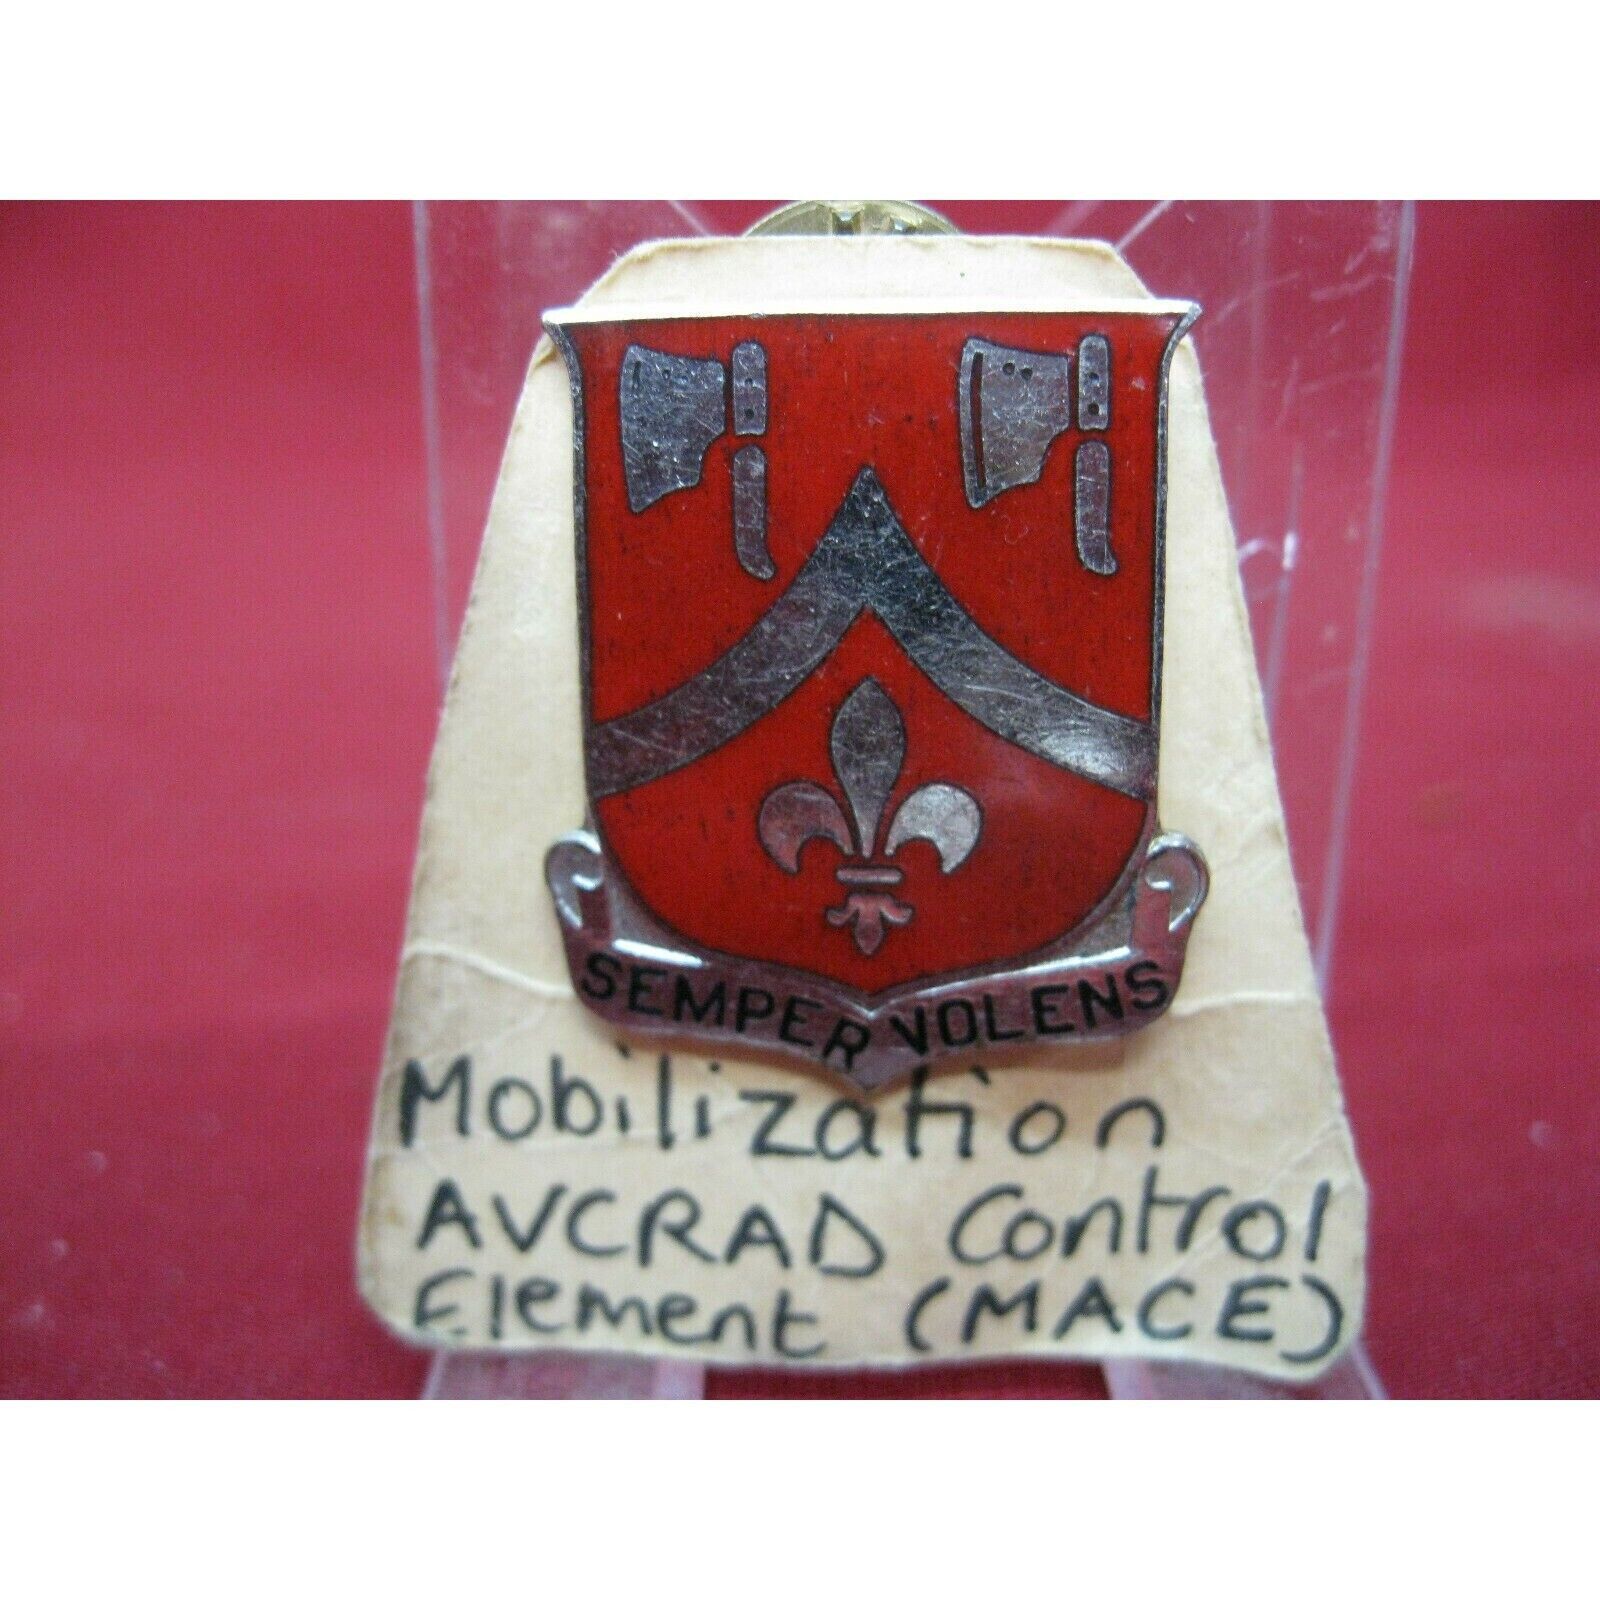 SEMPER VOLENS
Mobilization
AVCRAD Control
Element (MACE)